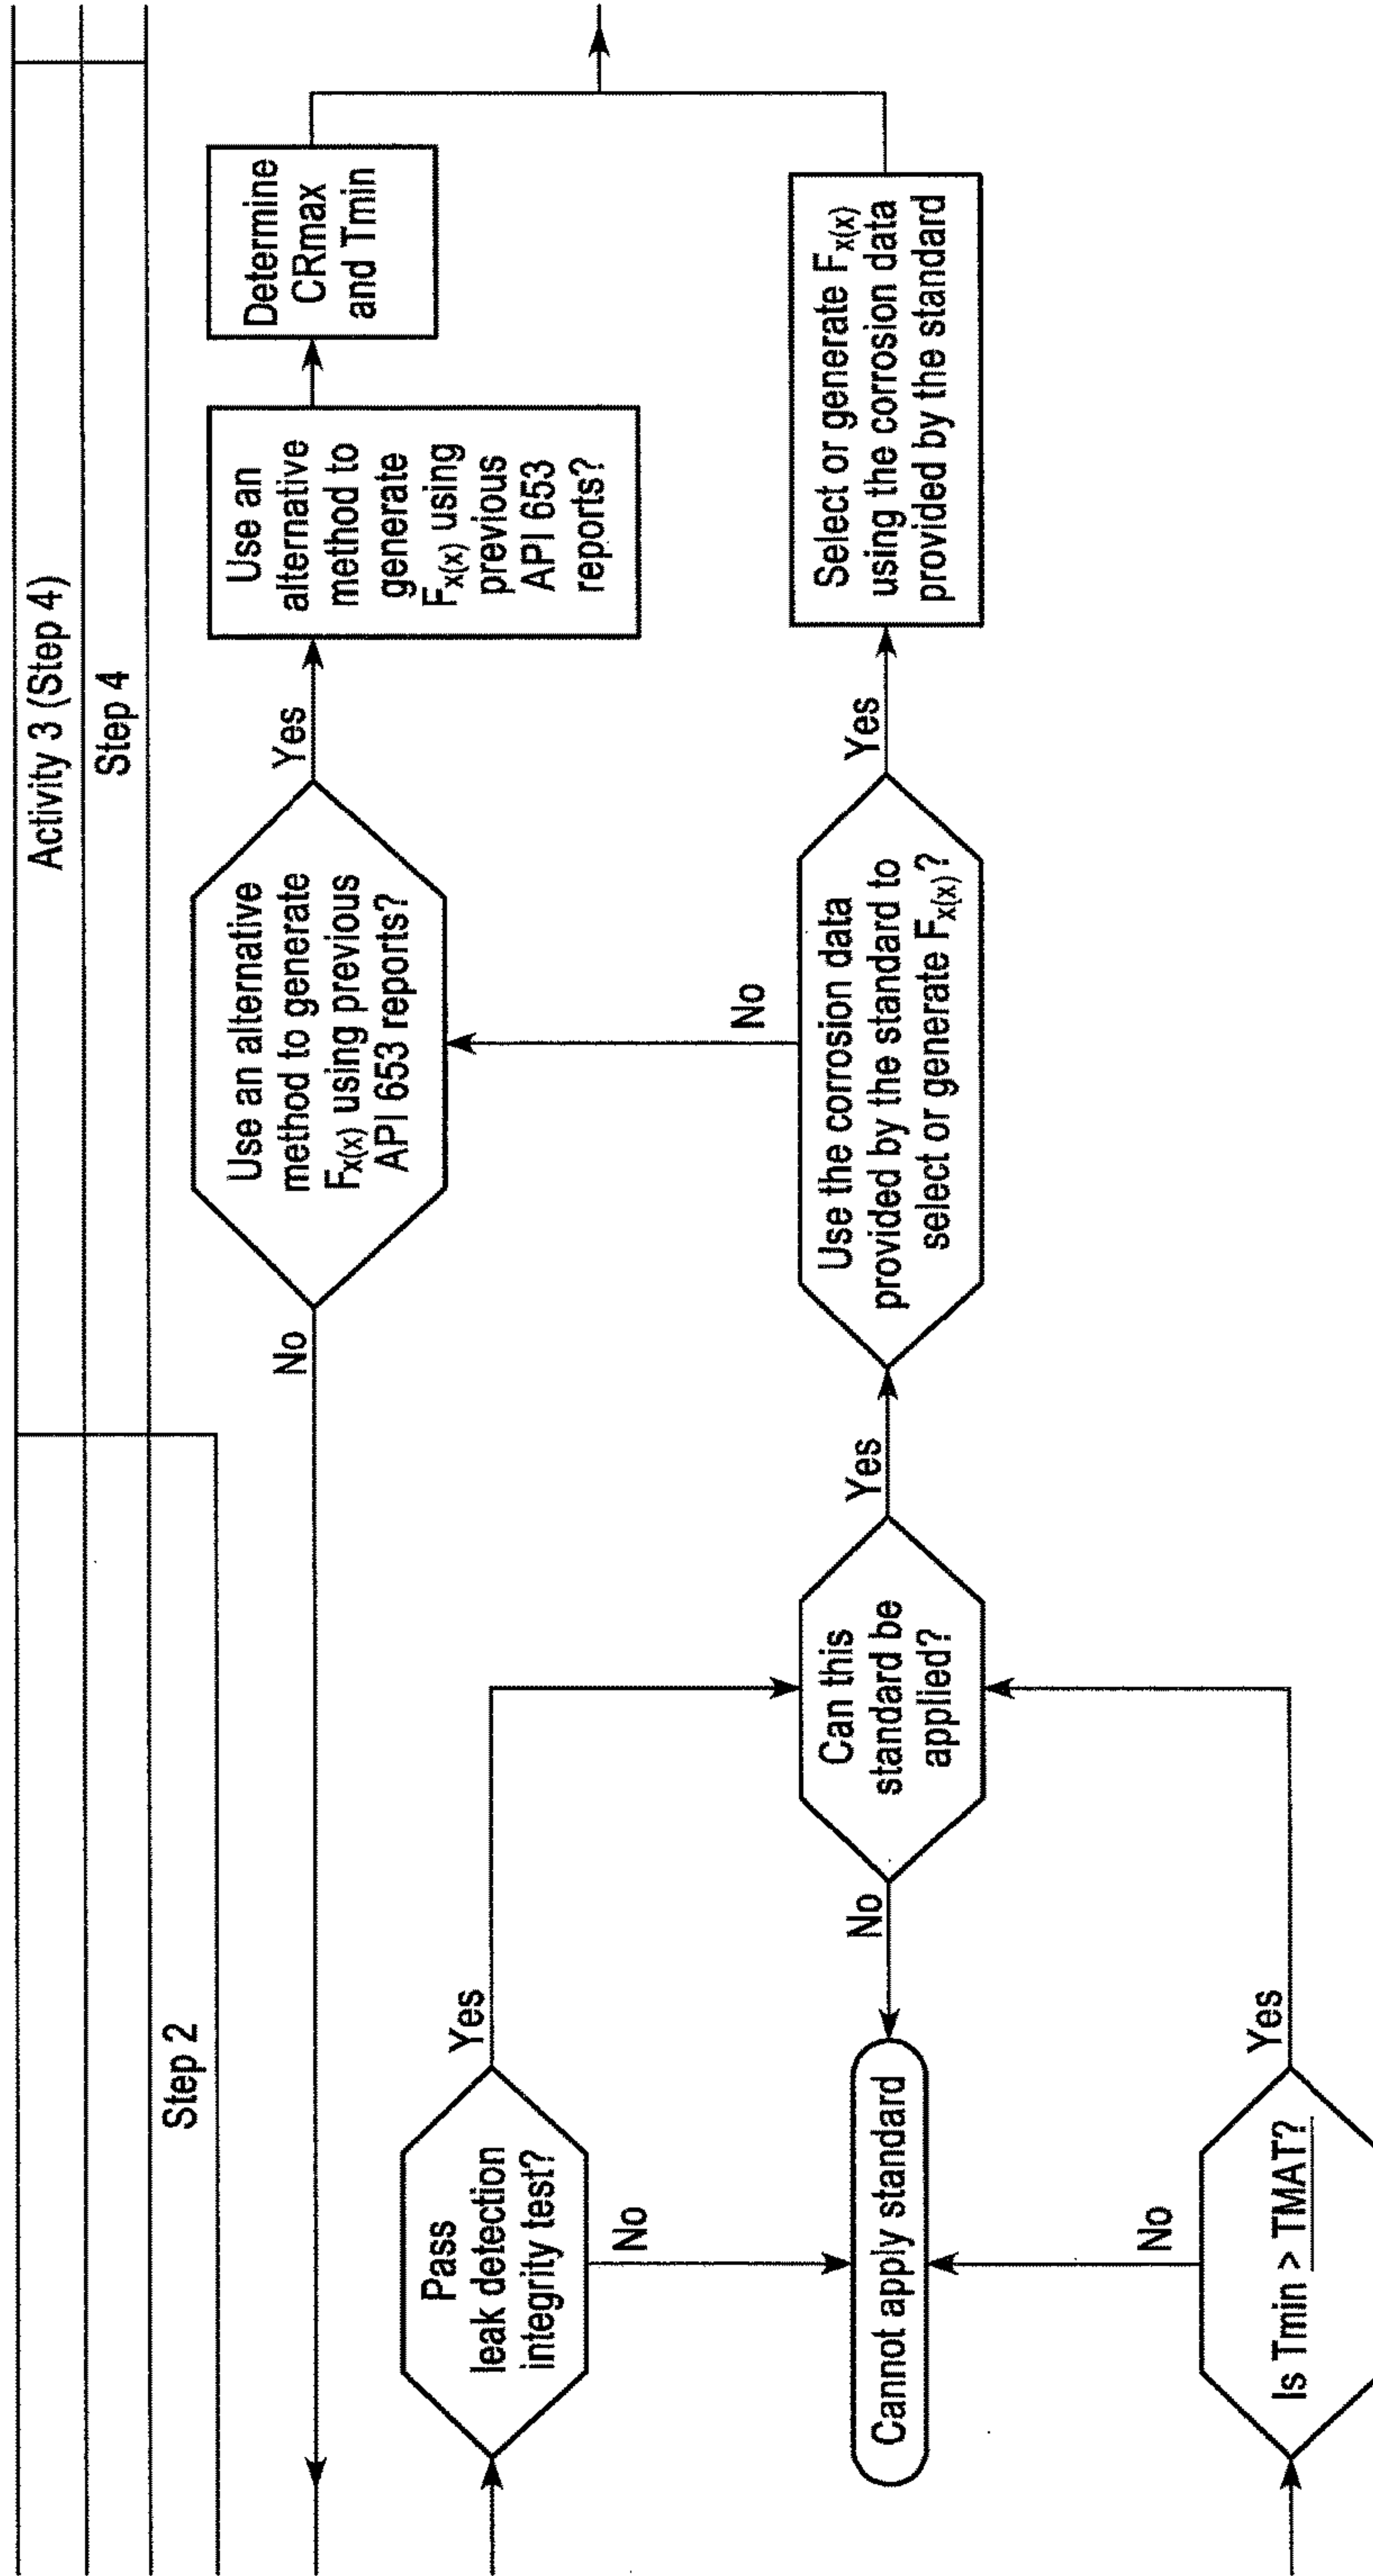 Activity 3 (Step 4)
Step 4
Step 2
Use an alternative
method to generate
Fx(x) using previous
API 653 reports?
No
Yes
Use an
alternative
method to
generate
Fx(x) using
previous
API 653
reports?
Determine
CRmax
and Tmin
Pass
leak detection
integrity test?
Yes
No
Cannot apply standard
No
Can this
standard be
applied?
Yes
Use the corrosion data
provided by the standard to
select or generate Fx(x)?
No
Yes
Select or generate Fx(x)
using the corrosion data
provided by the standard
Is Tmin > TMAT?
No
Yes